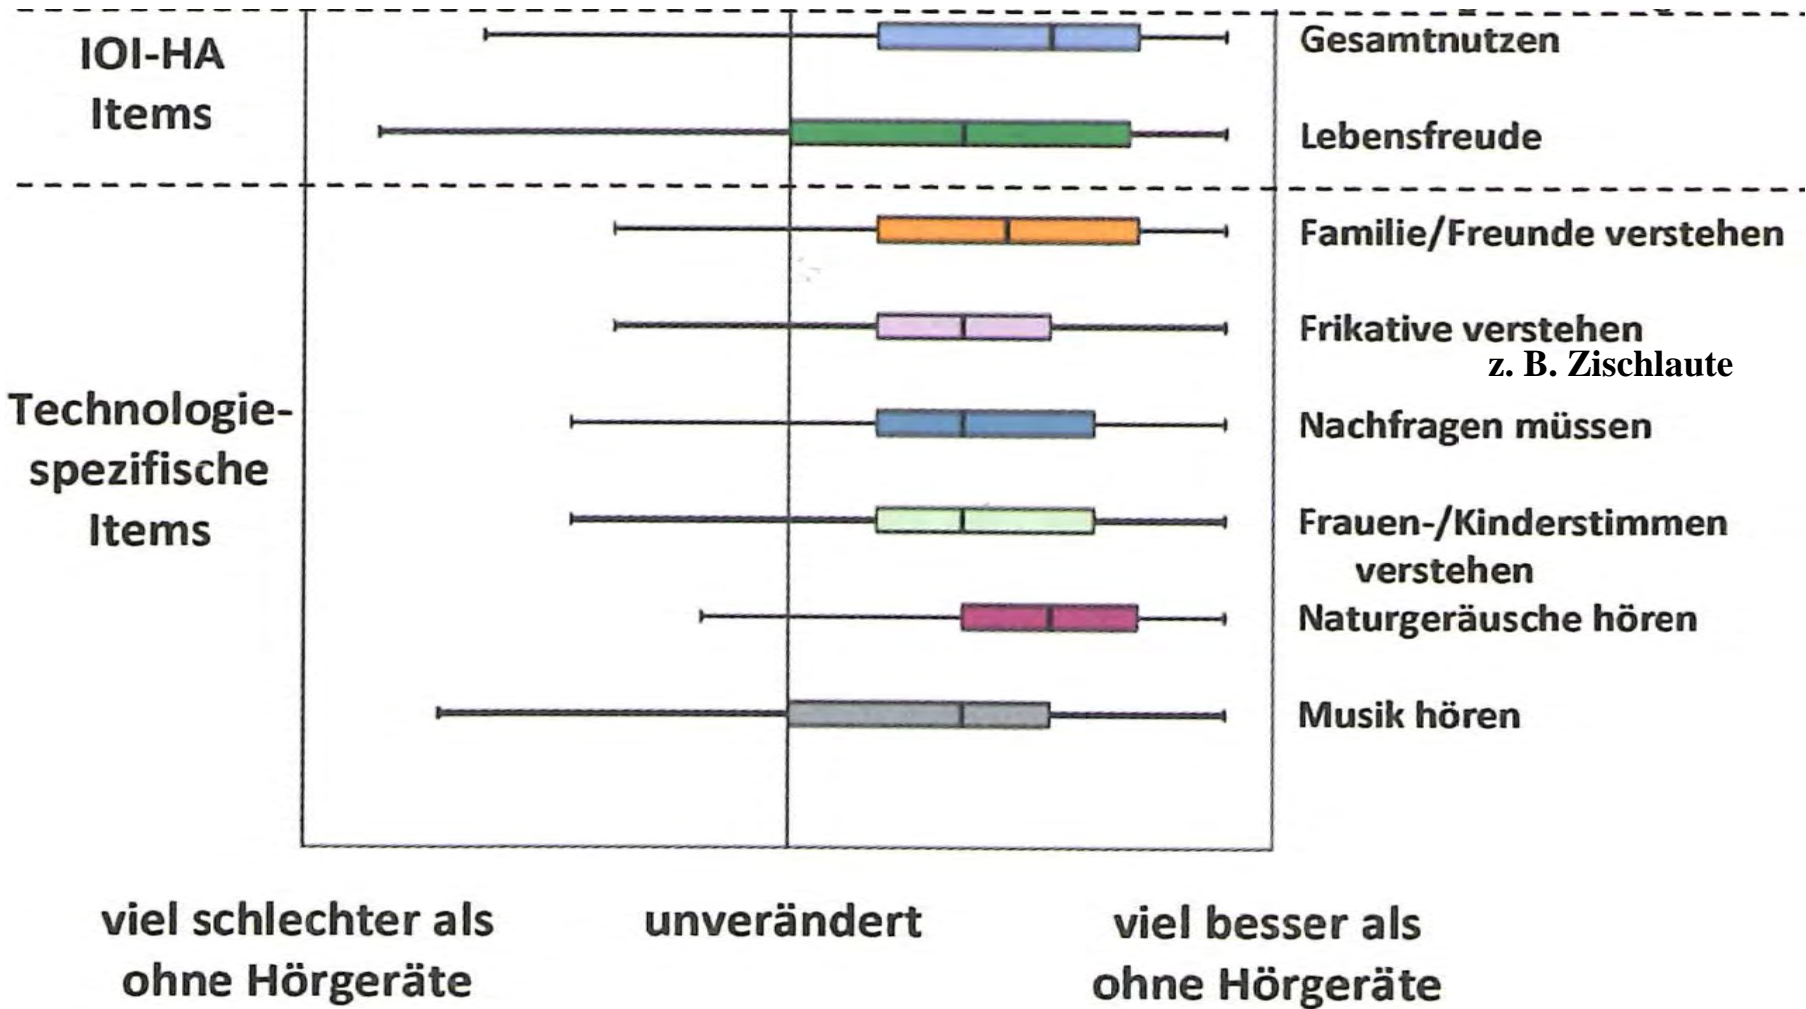 IOI-HA
Items
Gesamtnutzen
Lebensfreude
Technologie-
spezifische
Items
Familie/Freunde verstehen
Frikative verstehen
z. B. Zischlaute
Nachfragen müssen
Frauen-/Kinderstimmen
verstehen
Naturgeräusche hören
Musik hören
viel schlechter als
ohne Hörgeräte
unverändert
viel besser als
ohne Hörgeräte